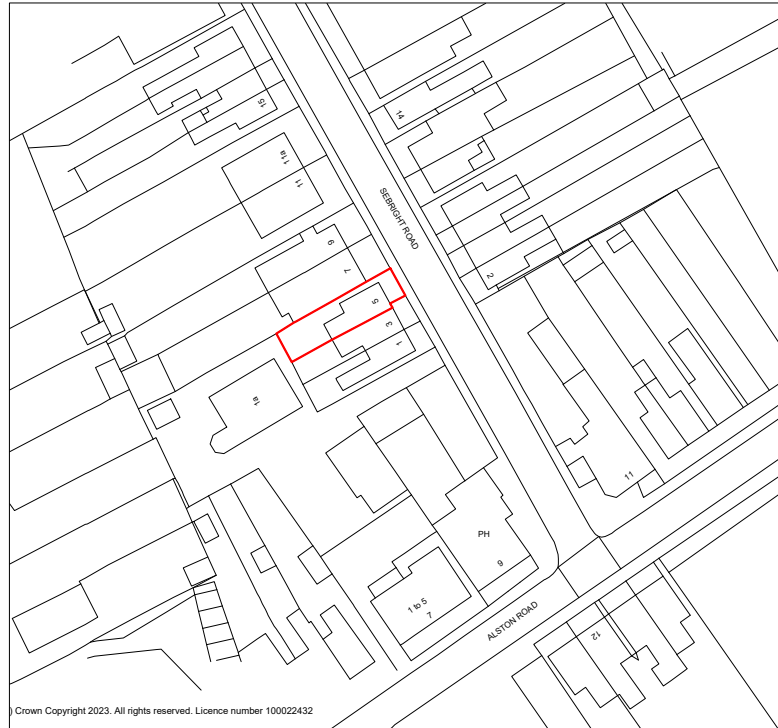 15
14
11a
11
SEBRIGHT ROAD
9
7
2
5
3
1
1a
11
PH
9
1 to 5
7
ALSTON ROAD
12
) Crown Copyright 2023. All rights reserved. Licence number 100022432